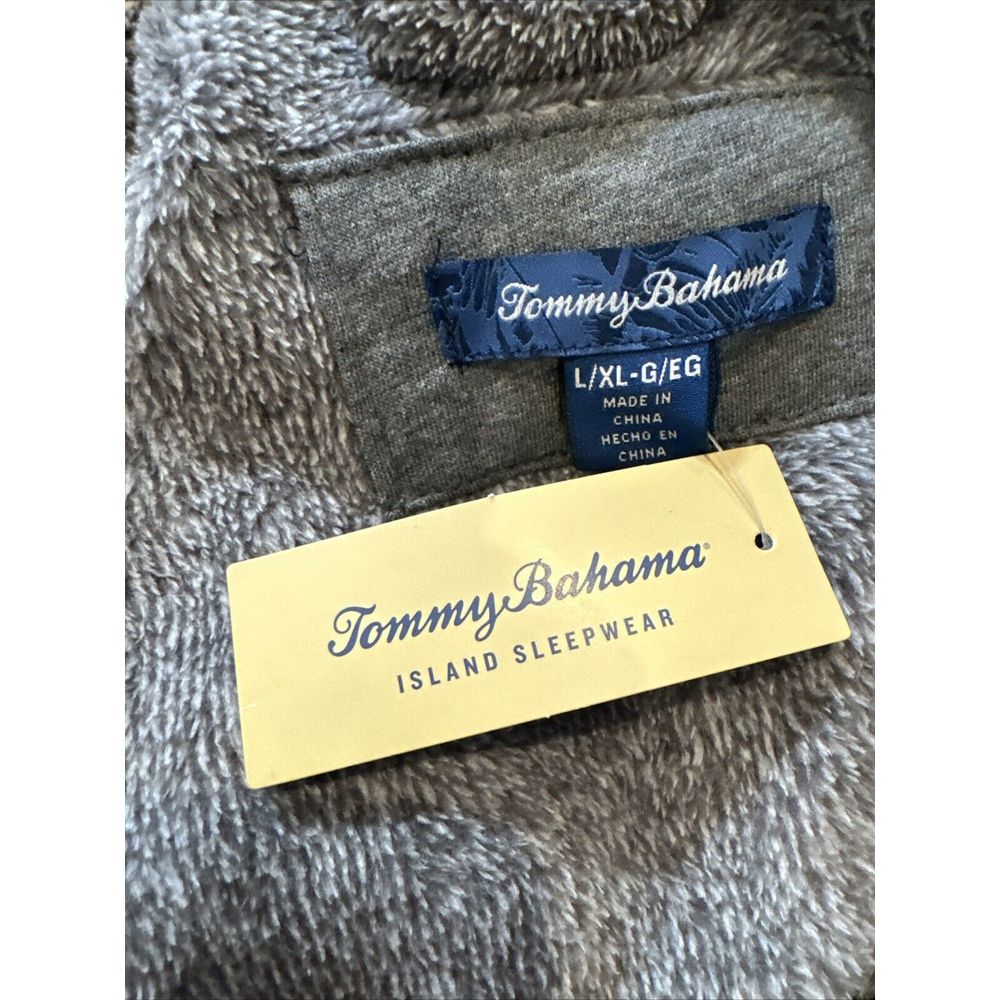 Tommy Bahama
L/XL-G/EG
MADE IN
CHINA
HECHO EN
CHINA
Tommy Bahama®
ISLAND SLEEPWEAR